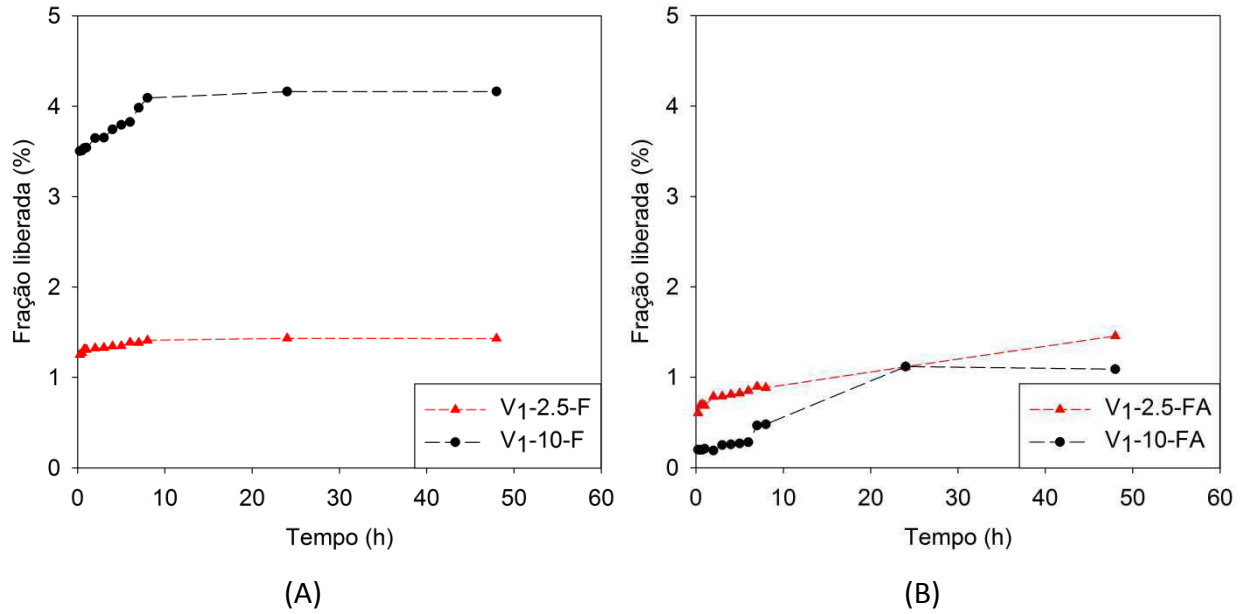 Fração liberada (%)
5
4
3
2
1
0
V1-2.5-F
V1-10-F
0 10 20 30 40 50 60
Tempo (h)
(A)
Fração liberada (%)
5
4
3
2
1
0
V1-2.5-FA
V1-10-FA
0 10 20 30 40 50 60
Tempo (h)
(B)